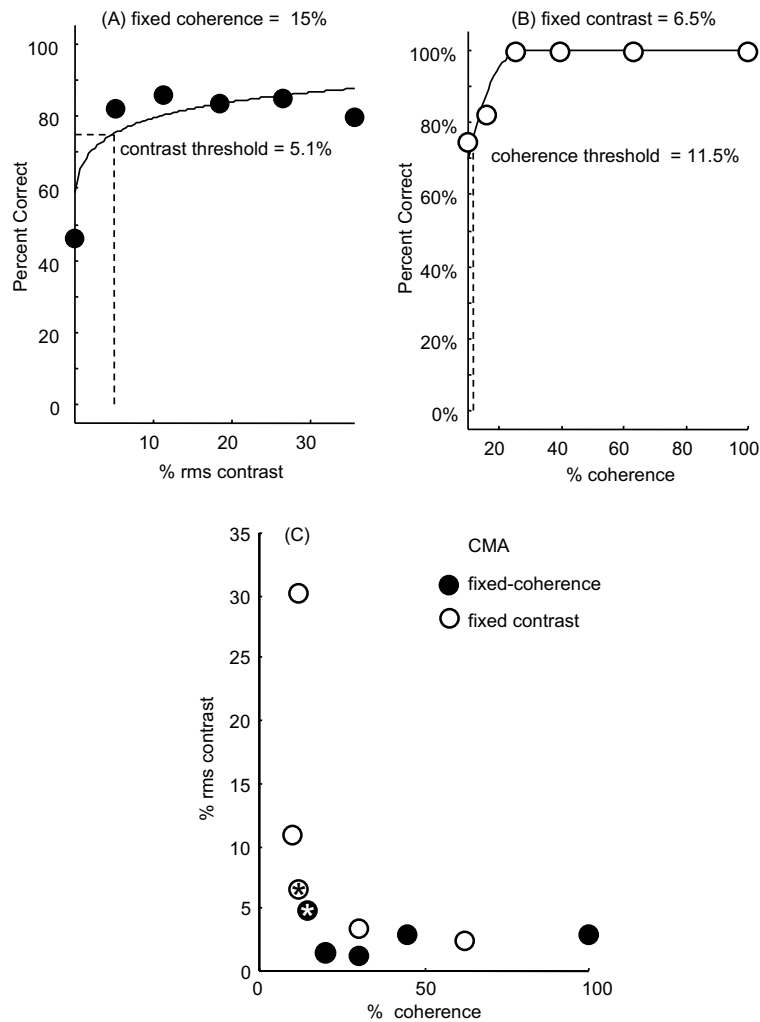 (A) fixed coherence = 15%
100
80
60
40
20
0
Percent Correct
contrast threshold = 5.1%
10 20 30
% rms contrast
(B) fixed contrast = 6.5%
100%
80%
60%
40%
20%
0%
Percent Correct
coherence threshold = 11.5%
20 40 60 80 100
% coherence
(C)
35
30
25
20
15
10
5
0
% rms contrast
CMA
fixed-coherence
fixed contrast
0 50 100
% coherence